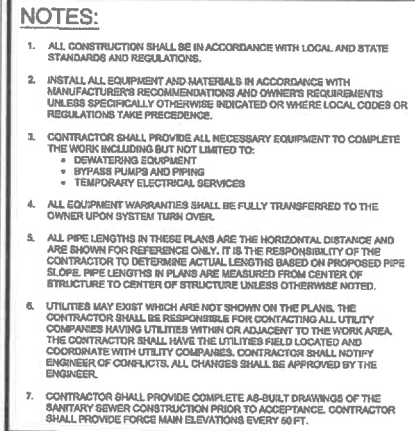 NOTES:
1. ALL CONSTRUCTION SHALL BE IN ACCORDANCE WITH LOCAL AND STATE
STANDARDS AND REGULATIONS.
2. INSTALL ALL EQUIPMENT AND MATERIALS IN ACCORDANCE WITH
MANUFACTURER'S RECOMMENDATIONS AND OWNER'S REQUIREMENTS
UNLESS SPECIFICALLY OTHERWISE INDICATED OR WHERE LOCAL CODES OR
REGULATIONS TAKE PRECEDENCE.
3. CONTRACTOR SHALL PROVIDE ALL NECESSARY EQUIPMENT TO COMPLETE
THE WORK INCLUDING BUT NOT LIMITED TO:
• DEWATERING EQUIPMENT
• BYPASS PUMPS AND PIPING
• TEMPORARY ELECTRICAL SERVICES
4. ALL EQUIPMENT WARRANTIES SHALL BE FULLY TRANSFERRED TO THE
OWNER UPON SYSTEM TURN OVER.
5. ALL PIPE LENGTHS IN THESE PLANS ARE THE HORIZONTAL DISTANCE AND
ARE SHOWN FOR REFERENCE ONLY. IT IS THE RESPONSIBILITY OF THE
CONTRACTOR TO DETERMINE ACTUAL LENGTHS BASED ON PROPOSED PIPE
SLOPE. PIPE LENGTHS IN PLANS ARE MEASURED FROM CENTER OF
STRUCTURE TO CENTER OF STRUCTURE UNLESS OTHERWISE NOTED.
6. UTILITIES MAY EXIST WHICH ARE NOT SHOWN ON THE PLANS. THE
CONTRACTOR SHALL BE RESPONSIBLE FOR CONTACTING ALL UTILITY
COMPANIES HAVING UTILITIES WITHIN OR ADJACENT TO THE WORK AREA.
THE CONTRACTOR SHALL HAVE THE UTILITIES FIELD LOCATED AND
COORDINATE WITH UTILITY COMPANIES. CONTRACTOR SHALL NOTIFY
ENGINEER OF CONFLICTS. ALL CHANGES SHALL BE APPROVED BY THE
ENGINEER.
7. CONTRACTOR SHALL PROVIDE COMPLETE AS-BUILT DRAWINGS OF THE
SANITARY SEWER CONSTRUCTION PRIOR TO ACCEPTANCE. CONTRACTOR
SHALL PROVIDE FORCE MAIN ELEVATIONS EVERY 50 FT.